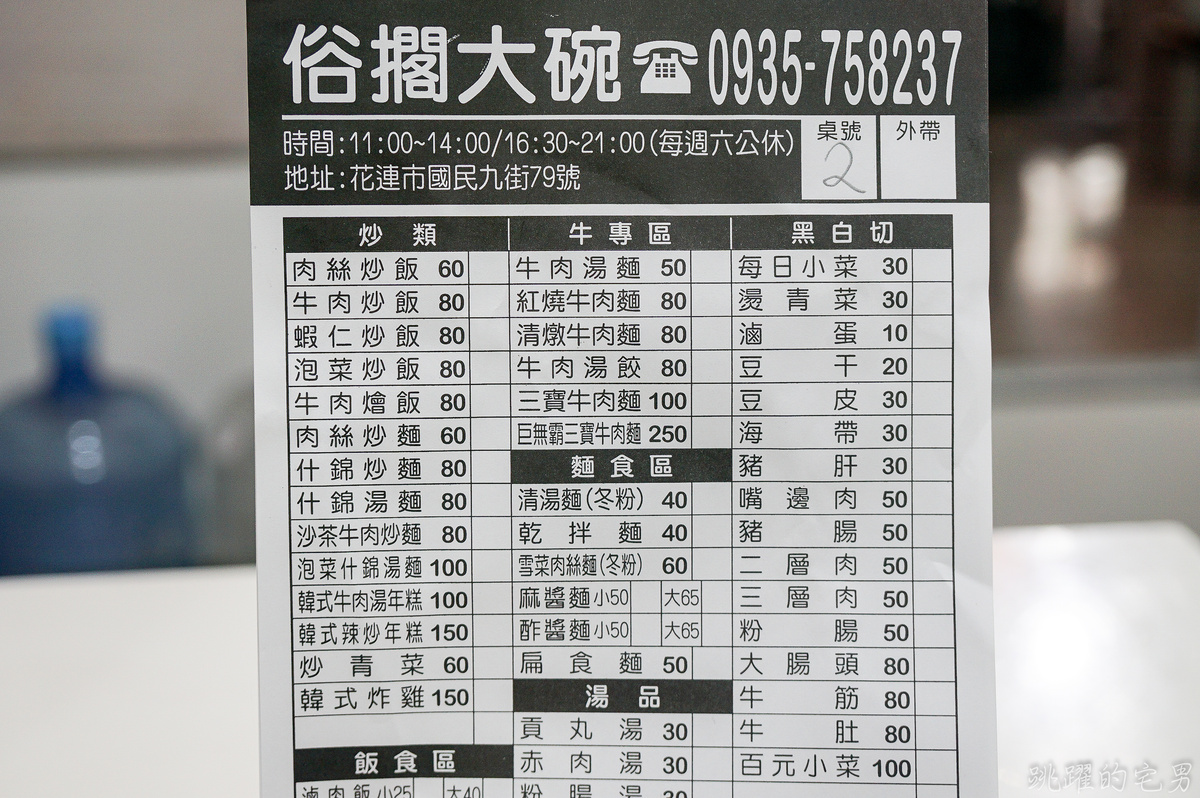 俗擱大碗☎0935-758237
時間:11:00~14:00/16:30~21:00(每週六公休)
地址:花連市國民九街79號
桌號
2
外帶
炒類
肉絲炒飯 60
牛肉炒飯 80
蝦仁炒飯 80
泡菜炒飯 80
牛肉燴飯 80
肉絲炒麵 60
什錦炒麵 80
什錦湯麵 80
沙茶牛肉炒麵 80
泡菜什錦湯麵 100
韓式牛肉湯年糕 100
韓式辣炒年糕 150
炒青菜 60
韓式炸雞 150
飯食區
滷肉飯 小25 大40
牛專區
牛肉湯麵 50
紅燒牛肉麵 80
清燉牛肉麵 80
牛肉湯餃 80
三寶牛肉麵 100
巨無霸三寶牛肉麵 250
麵食區
清湯麵(冬粉) 40
乾拌麵 40
雪菜肉絲麵(冬粉) 60
麻醬麵 小50 大65
酢醬麵 小50 大65
扁食麵 50
湯品
貢丸湯 30
赤肉湯 30
粉腸湯 30
黑白切
每日小菜 30
燙青菜 30
滷蛋 10
豆干 20
豆皮 30
海帶 30
豬肝 30
嘴邊肉 50
豬腸 50
二層肉 50
三層肉 50
粉腸 50
大腸頭 80
牛筋 80
牛肚 80
百元小菜 100
跳躍的宅男